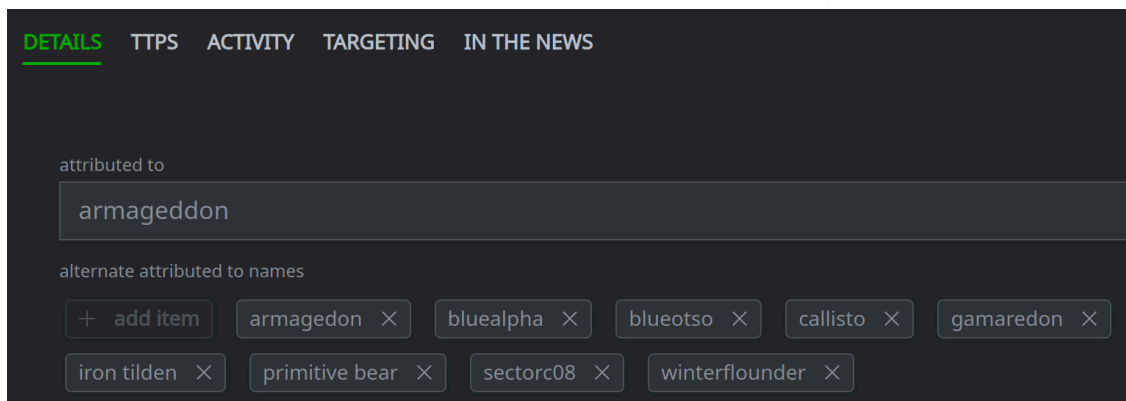 DETAILS TTPS ACTIVITY TARGETING IN THE NEWS
attributed to
armageddon
alternate attributed to names
+ add item armagedon × bluealpha × blueotso × callisto × gamaredon ×
iron tilden × primitive bear × sectorc08 × winterflounder ×